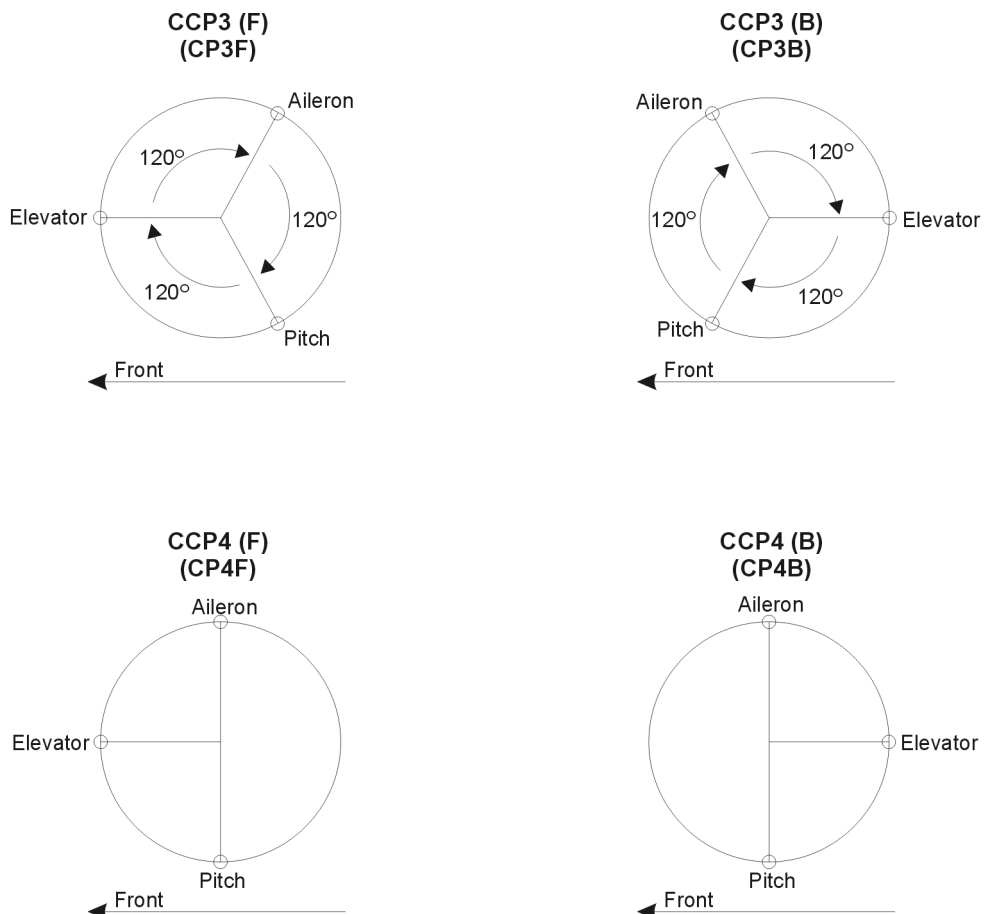 CCP3 (F)
(CP3F)
Aileron
120°
120°
Elevator
120°
Pitch
Front
CCP3 (B)
(CP3B)
Aileron
120°
120°
Elevator
120°
Pitch
Front
CCP4 (F)
(CP4F)
Aileron
Elevator
Pitch
Front
CCP4 (B)
(CP4B)
Aileron
Elevator
Pitch
Front